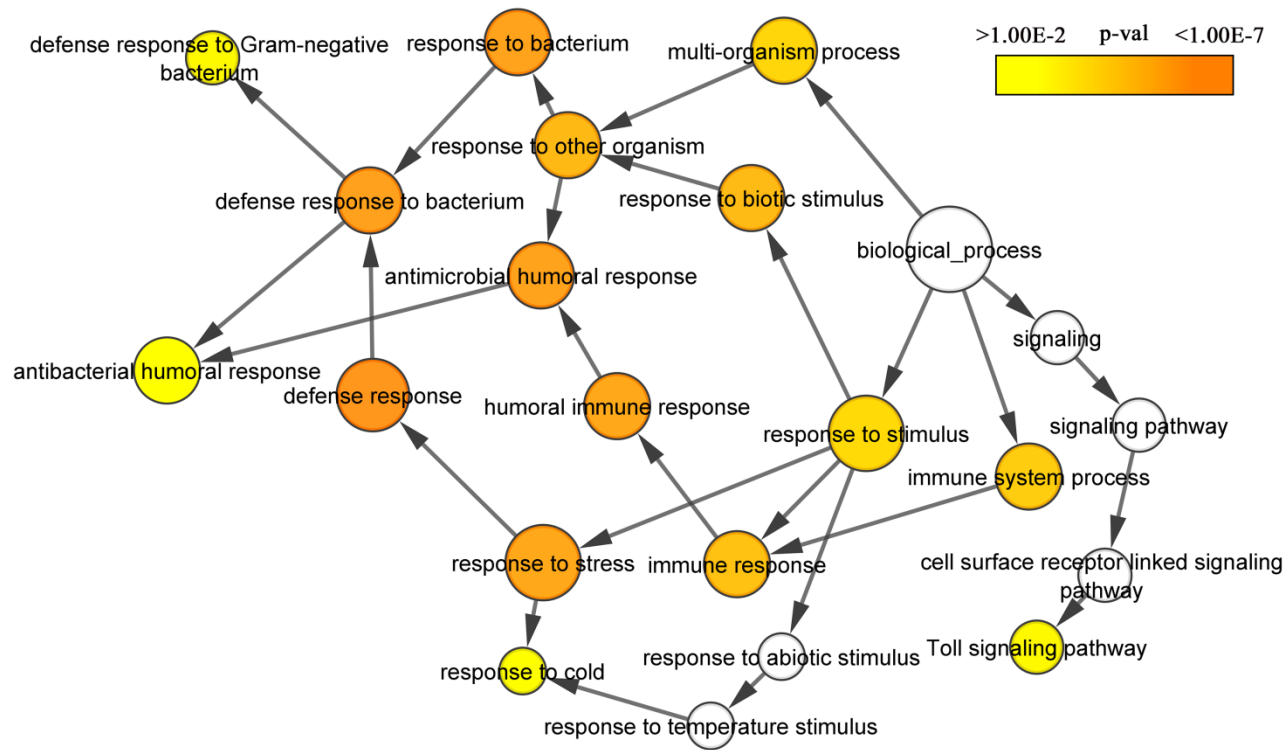 defense response to Gram-negative
bacterium
response to bacterium
multi-organism process
>1.00E-2 p-val <1.00E-7
response to other organism
defense response to bacterium
response to biotic stimulus
biological_process
antimicrobial humoral response
signaling
antibacterial humoral response
defense response
humoral immune response
response to stimulus
signaling pathway
immune system process
response to stress
immune response
cell surface receptor linked signaling
pathway
Toll signaling pathway
response to abiotic stimulus
response to cold
response to temperature stimulus